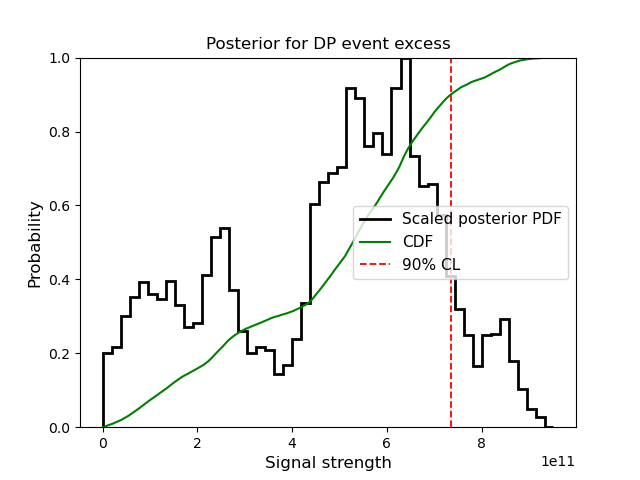 Posterior for DP event excess
1.0
0.8
0.6
0.4
0.2
0.0
Probability
Scaled posterior PDF
CDF
90% CL
0 2 4 6 8
1e11
Signal strength